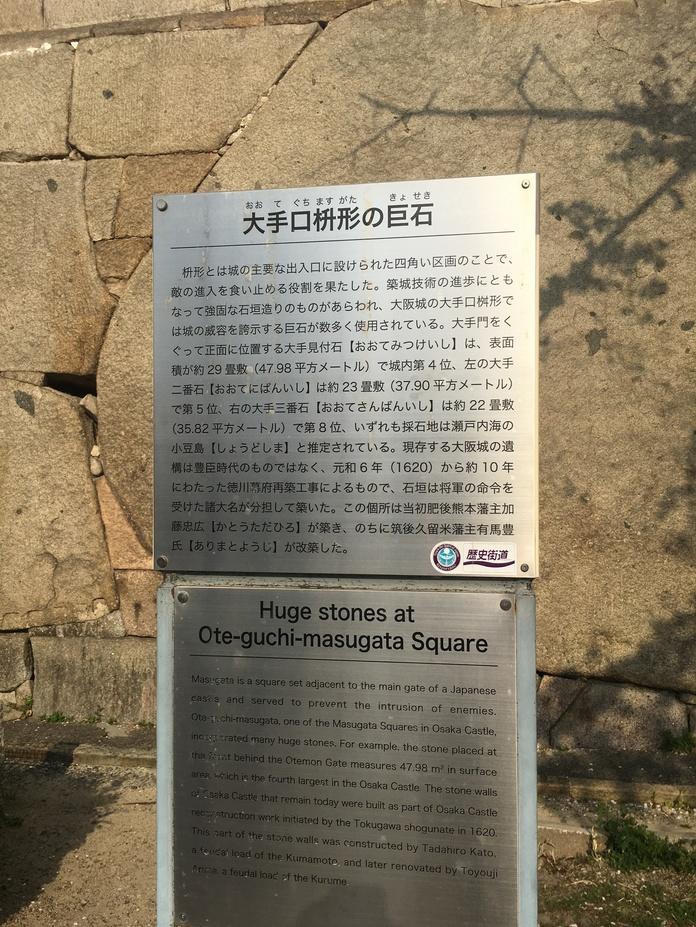 おおてぐちますがた きょせき
大手口枡形の巨石
枡形とは城の主要な出入口に設けられた四角い区画のことで、
敵の進入を食い止める役割を果たした。築城技術の進歩にとも
なって強固な石垣造りのものがあらわれ、大阪城の大手口桝形で
は城の威容を誇示する巨石が数多く使用されている。大手門をく
ぐって正面に位置する大手見付石【おおてみつけいし】は、表面
積が約29畳敷（47.98平方メートル）で城内第4位、左の大手
二番石【おおてにばんいし】は約23畳敷（37.90平方メートル）
で第5位、右の大手三番石【おおてさんばんいし】は約22畳敷
（35.82平方メートル）で第8位、いずれも採石地は瀬戸内海の
小豆島【しょうどしま】と推定されている。現存する大阪城の遺
構は豊臣時代のものではなく、元和6年（1620）から約10年
にわたった徳川幕府再築工事によるもので、石垣は将軍の命令を
受けた諸大名が分担して築いた。この個所は当初肥後熊本藩主加
藤忠広【かとうただひろ】が築き、のちに筑後久留米藩主有馬豊
氏【ありまとようじ】が改築した。
歴史街道
Huge stones at
Ote-guchi-masugata Square
Masugata is a square set adjacent to the main gate of a Japanese
castle and served to prevent the intrusion of enemies.
Ote-guchi-masugata, one of the Masugata Squares in Osaka Castle,
incorporated many huge stones. For example, the stone placed at
the front behind the Otemon Gate measures 47.98 m² in surface
area, which is the fourth largest in the Osaka Castle. The stone walls
of Osaka Castle that remain today were built as part of Osaka Castle
reconstruction work initiated by the Tokugawa shogunate in 1620.
This part of the stone walls was constructed by Tadahiro Kato,
a feudal load of the Kumamoto, and later renovated by Toyouji
Arima, a feudal load of the Kurume